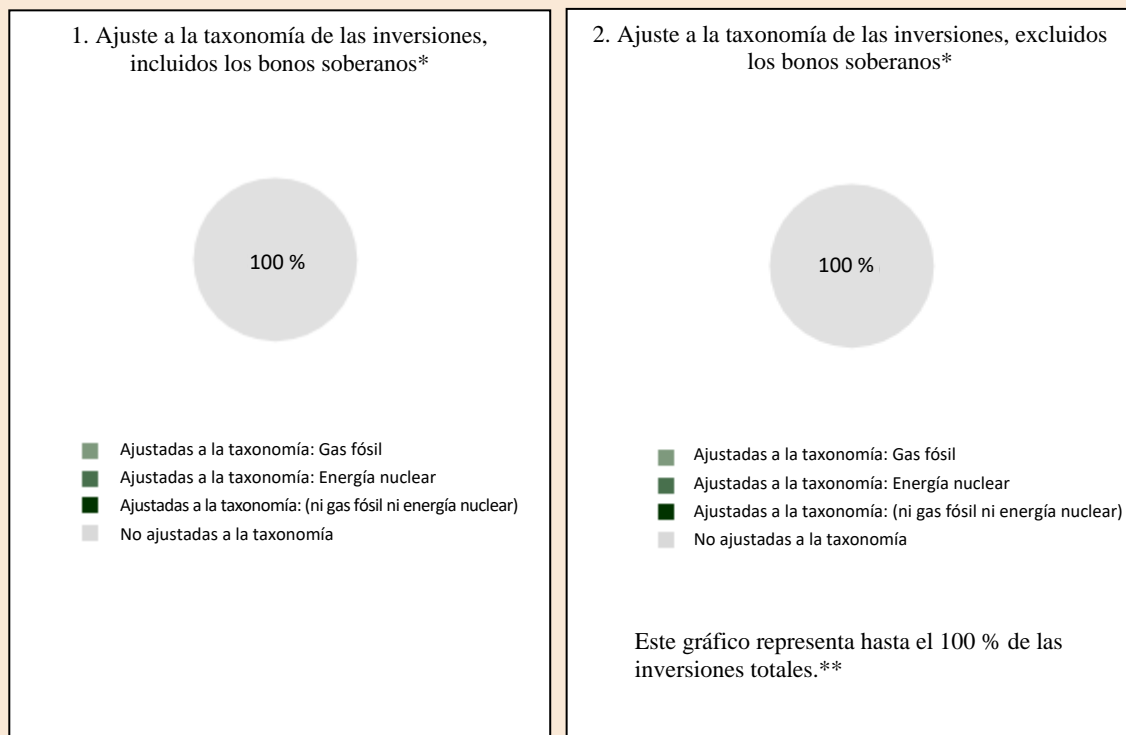 1. Ajuste a la taxonomía de las inversiones,
incluidos los bonos soberanos*
100 %
Ajustadas a la taxonomía: Gas fósil
Ajustadas a la taxonomía: Energía nuclear
Ajustadas a la taxonomía: (ni gas fósil ni energía nuclear)
No ajustadas a la taxonomía
2. Ajuste a la taxonomía de las inversiones, excluidos
los bonos soberanos*
100 %
Ajustadas a la taxonomía: Gas fósil
Ajustadas a la taxonomía: Energía nuclear
Ajustadas a la taxonomía: (ni gas fósil ni energía nuclear)
No ajustadas a la taxonomía
Este gráfico representa hasta el 100 % de las
inversiones totales.**